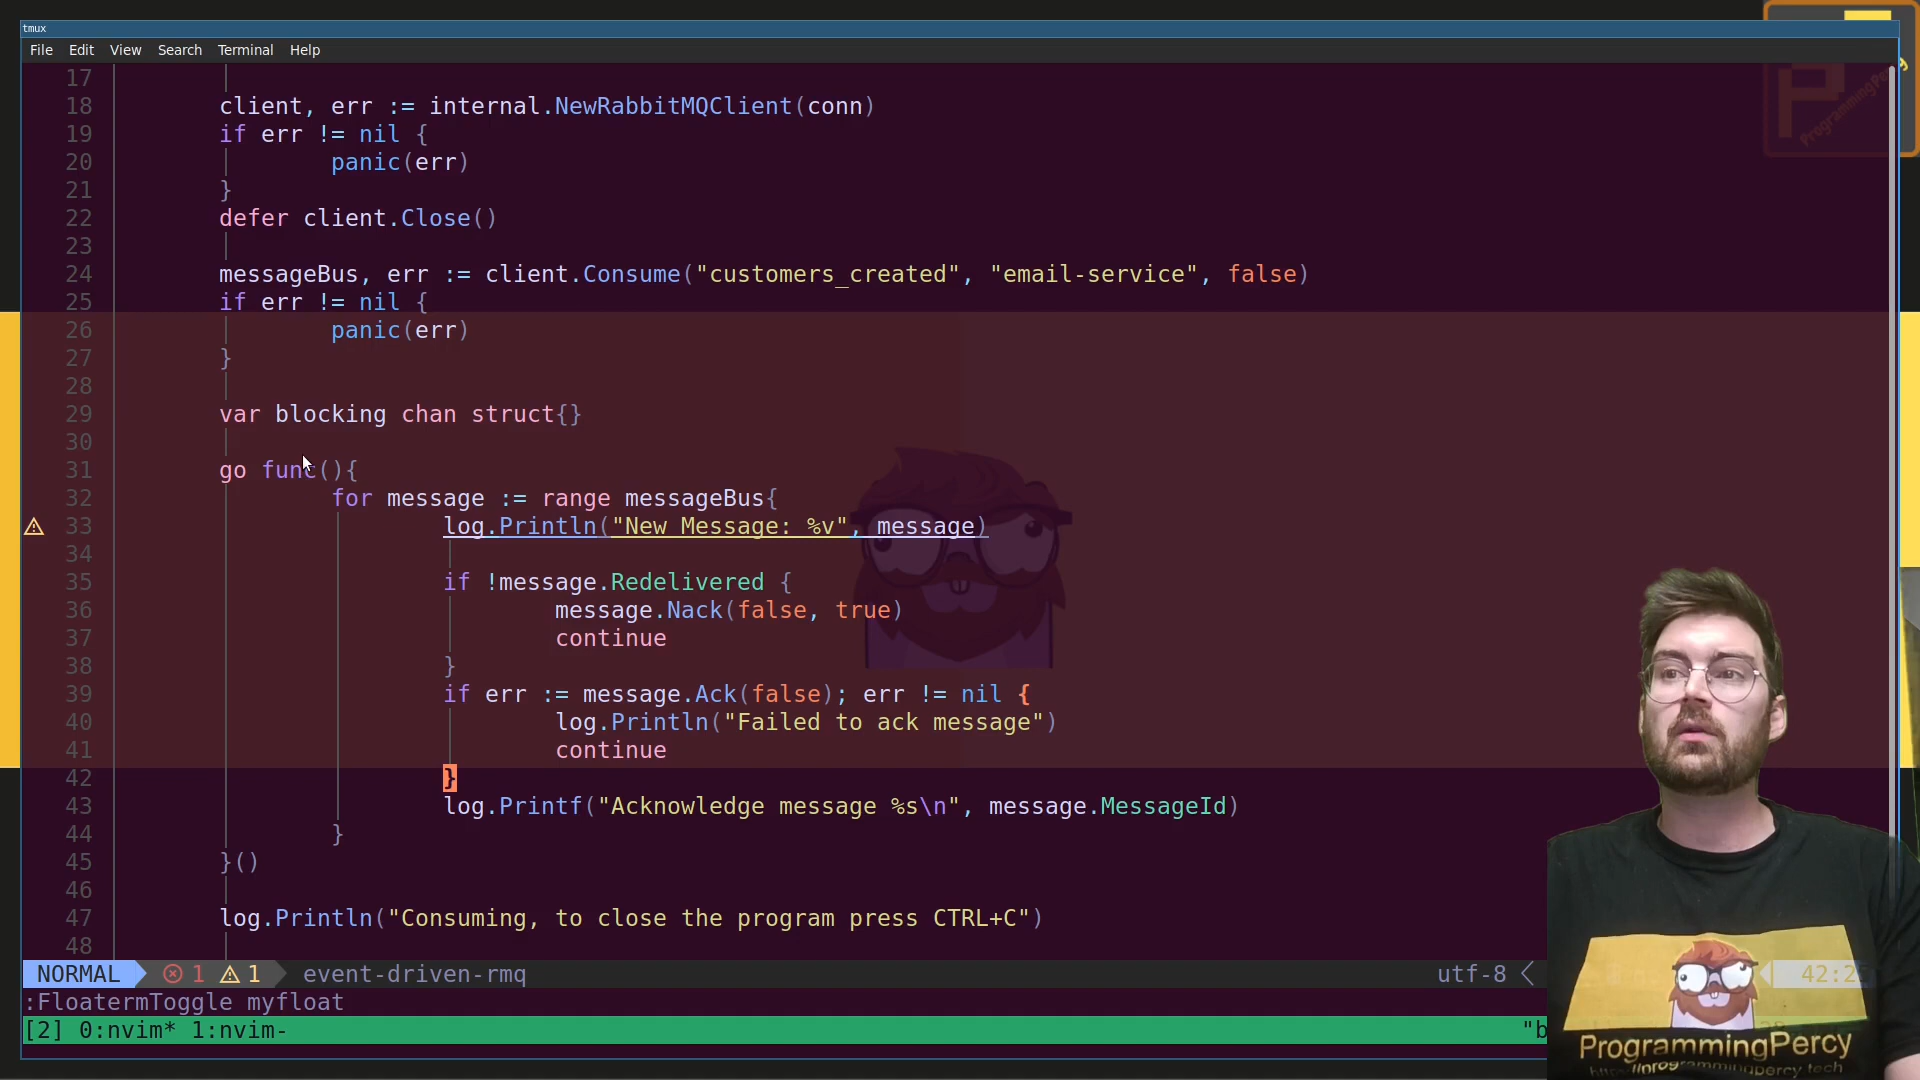 tmux
File Edit View Search Terminal Help
17
18 client, err := internal.NewRabbitMQClient(conn)
19 if err != nil {
20 panic(err)
21 }
22 defer client.Close()
23
24 messageBus, err := client.Consume("customers_created", "email-service", false)
25 if err != nil {
26 panic(err)
27 }
28
29 var blocking chan struct{}
30
31 go func(){
32 for message := range messageBus{
33 log.Println("New Message: %v", message)
34
35 if !message.Redelivered {
36 message.Nack(false, true)
37 continue
38 }
39 if err := message.Ack(false); err != nil {
40 log.Println("Failed to ack message")
41 continue
42 }
43 log.Printf("Acknowledge message %s\n", message.MessageId)
44 }
45 }()
46
47 log.Println("Consuming, to close the program press CTRL+C")
48
NORMAL 1 1 event-driven-rmq utf-8
:FloatermToggle myfloat
[2] 0:nvim* 1:nvim- "b
ProgrammingPercy
ProgrammingPercy
https://programmingpercy.tech